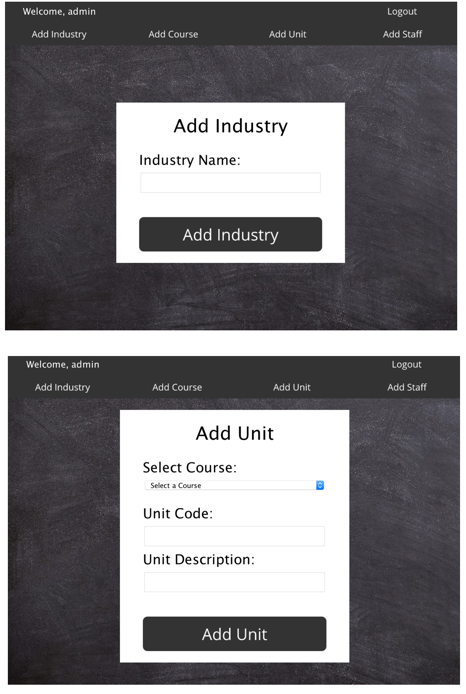 Welcome, admin Logout
Add Industry Add Course Add Unit Add Staff
Add Industry
Industry Name:
Add Industry
Welcome, admin Logout
Add Industry Add Course Add Unit Add Staff
Add Unit
Select Course:
Select a Course
Unit Code:
Unit Description:
Add Unit